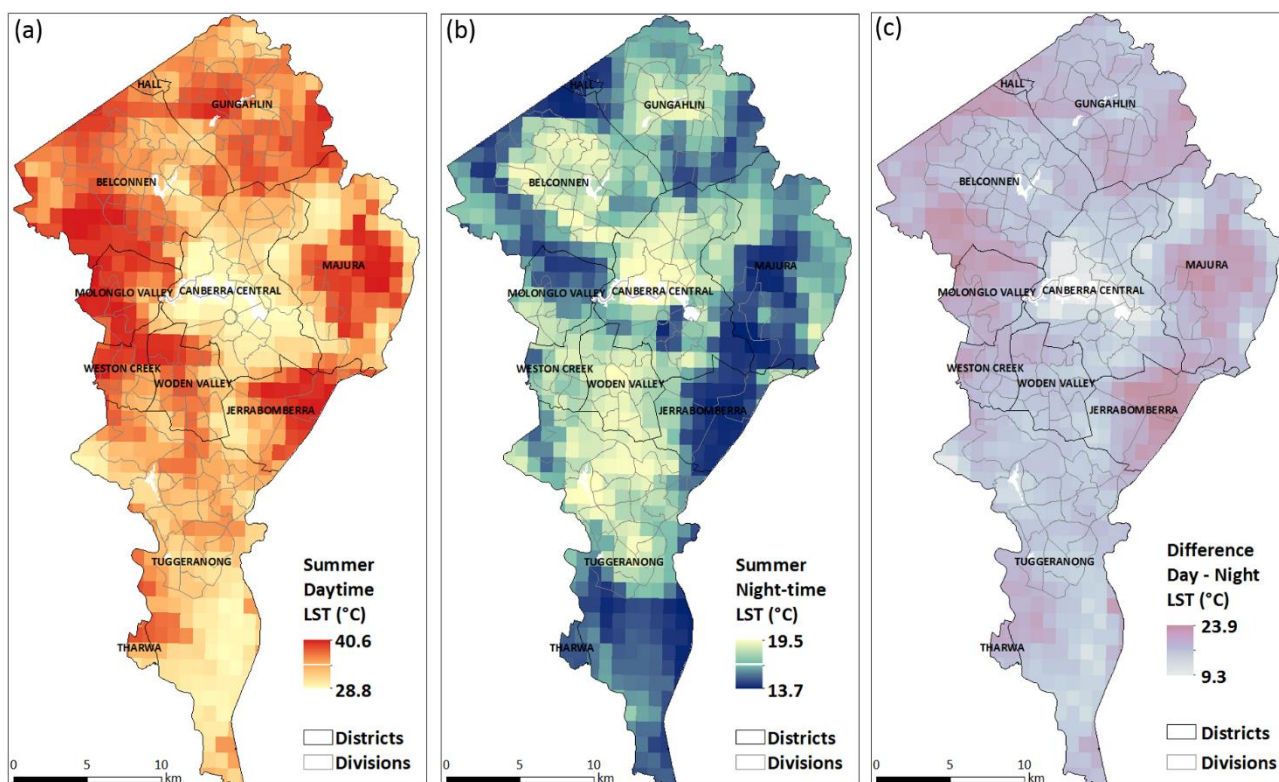 (a)
HALL
GUNGAHLIN
BELCONNEN
MAJURA
MOLONGLO VALLEY
CANBERRA CENTRAL
WESTON CREEK
WODEN VALLEY
JERRABOMBERRA
TUGGERANONG
THARWA
Summer
Daytime
LST (°C)
40.6
28.8
Districts
Divisions
0 5 10
km
(b)
HALL
GUNGAHLIN
BELCONNEN
MAJURA
MOLONGLO VALLEY
CANBERRA CENTRAL
WESTON CREEK
WODEN VALLEY
JERRABOMBERRA
TUGGERANONG
THARWA
Summer
Night-time
LST (°C)
19.5
13.7
Districts
Divisions
0 5 10
km
(c)
HALL
GUNGAHLIN
BELCONNEN
MAJURA
MOLONGLO VALLEY
CANBERRA CENTRAL
WESTON CREEK
WODEN VALLEY
JERRABOMBERRA
TUGGERANONG
THARWA
Difference
Day - Night
LST (°C)
23.9
9.3
Districts
Divisions
0 5 10
km